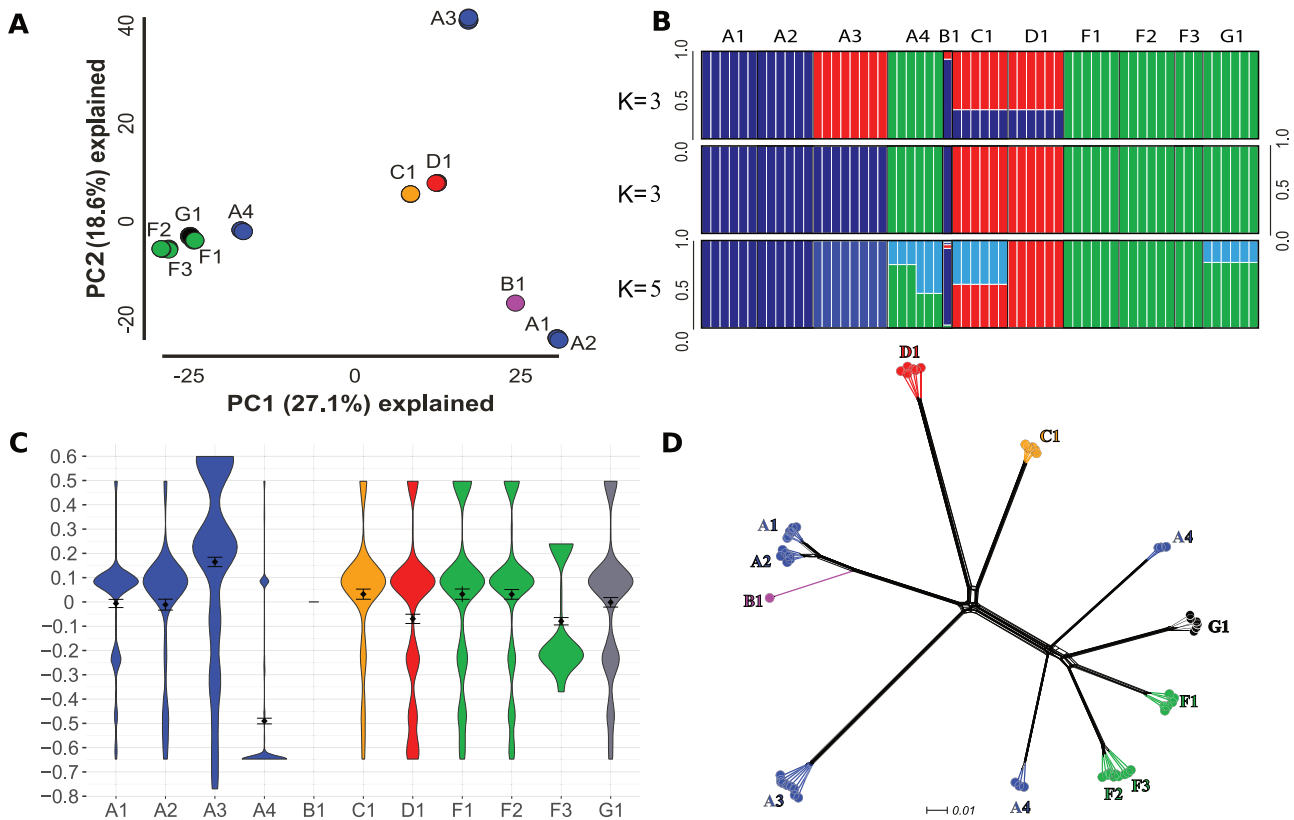 A
PC2 (18.6%) explained
40
20
0
-20
A3
D1
C1
G1
A4
F2
F1
F3
B1
A1
A2
-25
0
25
PC1 (27.1%) explained
B
A1 A2 A3 A4 B1 C1 D1 F1 F2 F3 G1
K=3
0.0 0.5 1.0
K=3
0.0 0.5 1.0
K=5
0.0 0.5 1.0
C
0.6
0.5
0.4
0.3
0.2
0.1
0
−0.1
−0.2
−0.3
−0.4
−0.5
−0.6
−0.7
−0.8
A1 A2 A3 A4 B1 C1 D1 F1 F2 F3 G1
D
D1
C1
A1
A4
A2
B1
G1
F1
F3
F2
A3
A4
0.01